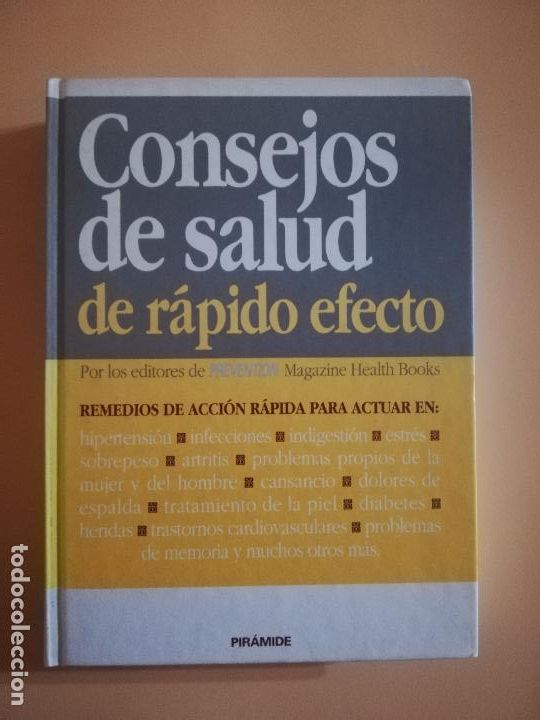 Consejos
de salud
de rápido efecto
Por los editores de PREVENTION Magazine Health Books
REMEDIOS DE ACCIÓN RÁPIDA PARA ACTUAR EN:
hipertensión infecciones indigestión estrés
sobrepeso artritis problemas propios de la
mujer y del hombre cansancio dolores de
espalda tratamiento de la piel diabetes
heridas trastornos cardiovasculares problemas
de memoria y muchos otros más.
PIRÁMIDE
todocoleccion.net